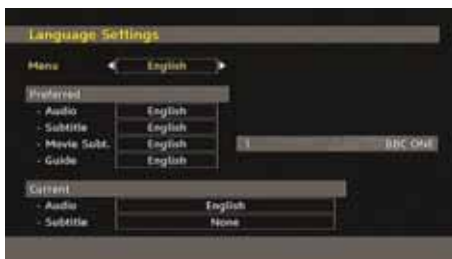 Language Settings
Menu English
Preferred
- Audio English
- Subtitle English
- Movie Subt. English
1 BBC ONE
- Guide English
Current
- Audio English
- Subtitle None